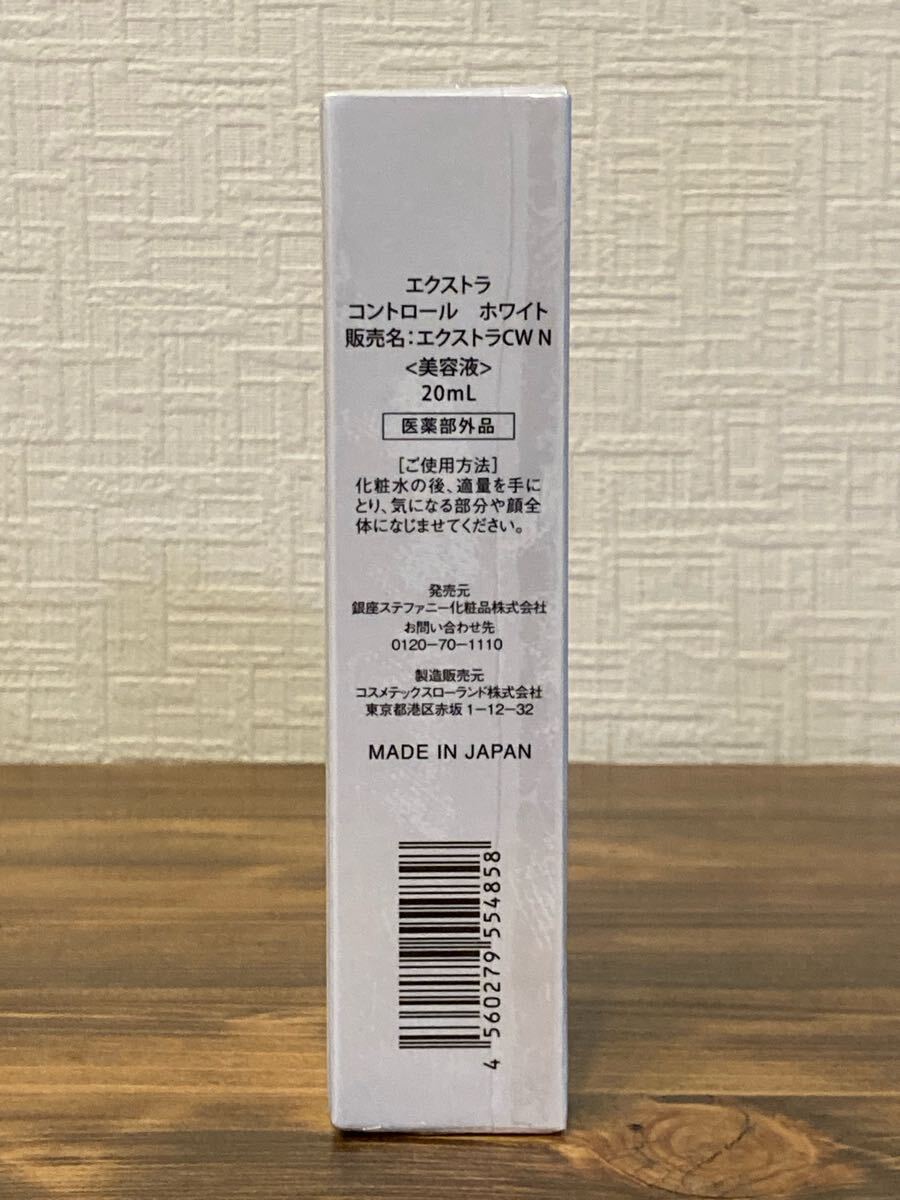 エクストラ
コントロール　ホワイト
販売名：エクストラCW N
<美容液>
20mL
医薬部外品
[ご使用方法]
化粧水の後、適量を手に
とり、気になる部分や顔全
体になじませてください。
発売元
銀座ステファニー化粧品株式会社
お問い合わせ先
0120-70-1110
製造販売元
コスメテックスローランド株式会社
東京都港区赤坂1-12-32
MADE IN JAPAN
4 560279 554858